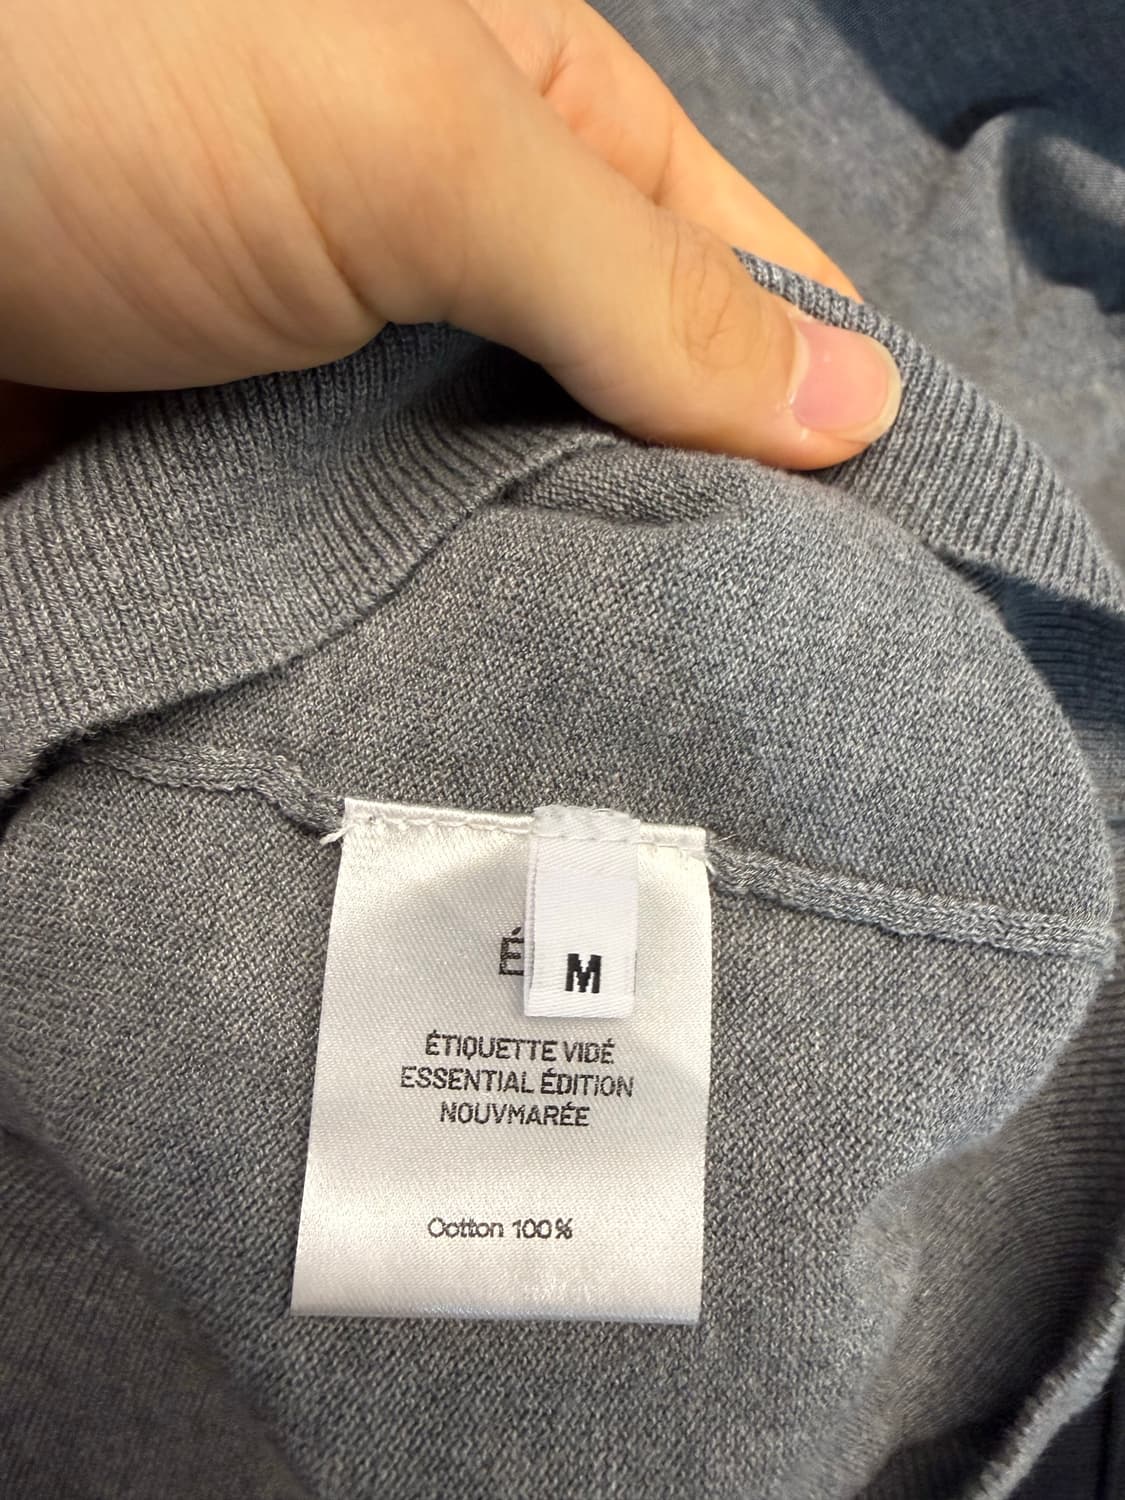 É
M
ÉTIQUETTE VIDÉ
ESSENTIAL ÉDITION
NOUVMARÉE
Cotton 100%